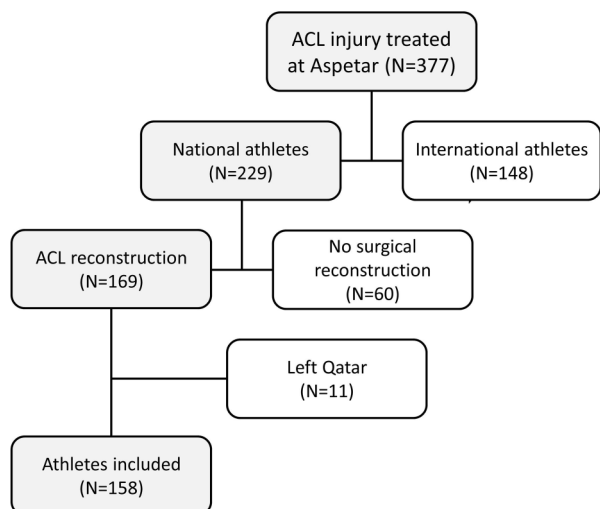 ACL injury treated
at Aspetar (N=377)
National athletes
(N=229)
International athletes
(N=148)
ACL reconstruction
(N=169)
No surgical
reconstruction
(N=60)
Left Qatar
(N=11)
Athletes included
(N=158)